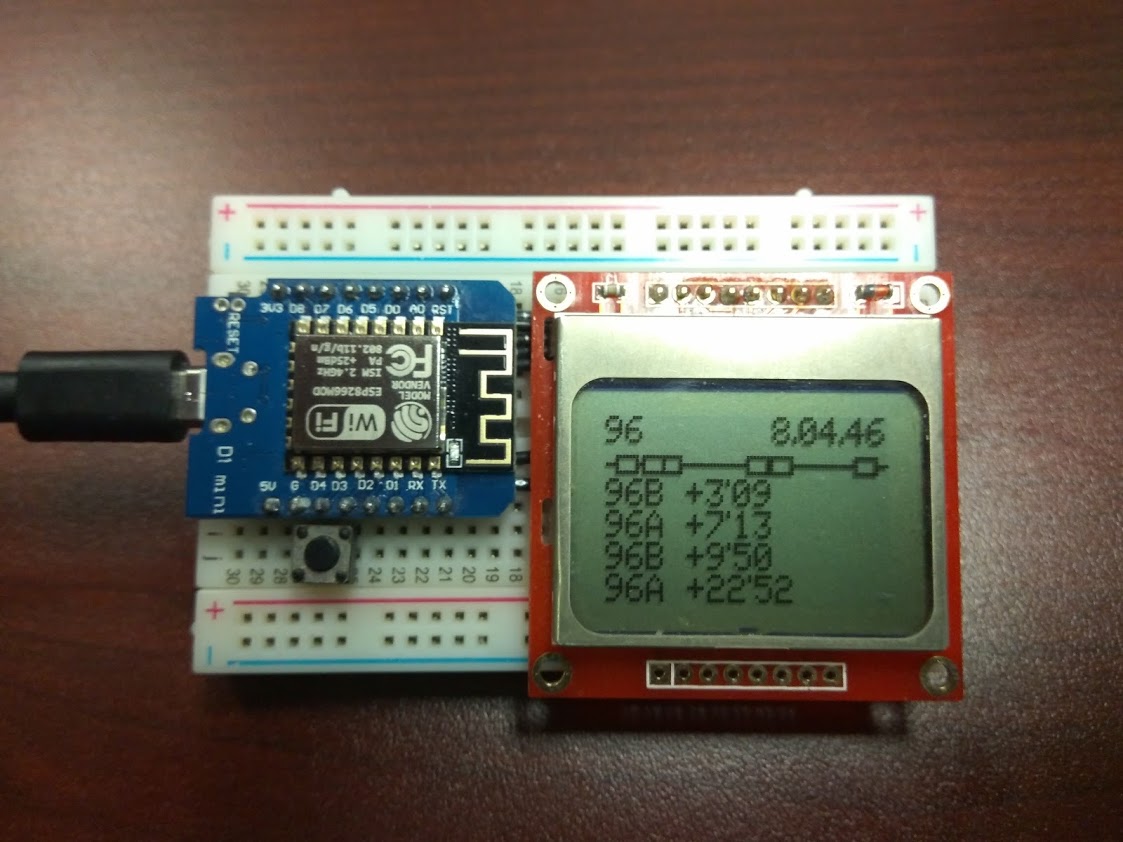 + +
- -
3V3 D8 D7 D6 D5 D0 A0 RST
RESET
FC
802.11b/g/n
PA +25dBm
ISM 2.4GHz
ESP8266MOD
VENDOR
MODEL
WiFi
D1 mini
5V G D4 D3 D2 D1 RX TX
30 29 28 24 23 22 21 20 19 18
+
-
96 8.04.46
96B +3'09
96A +7'13
96B +9'50
96A +22'52